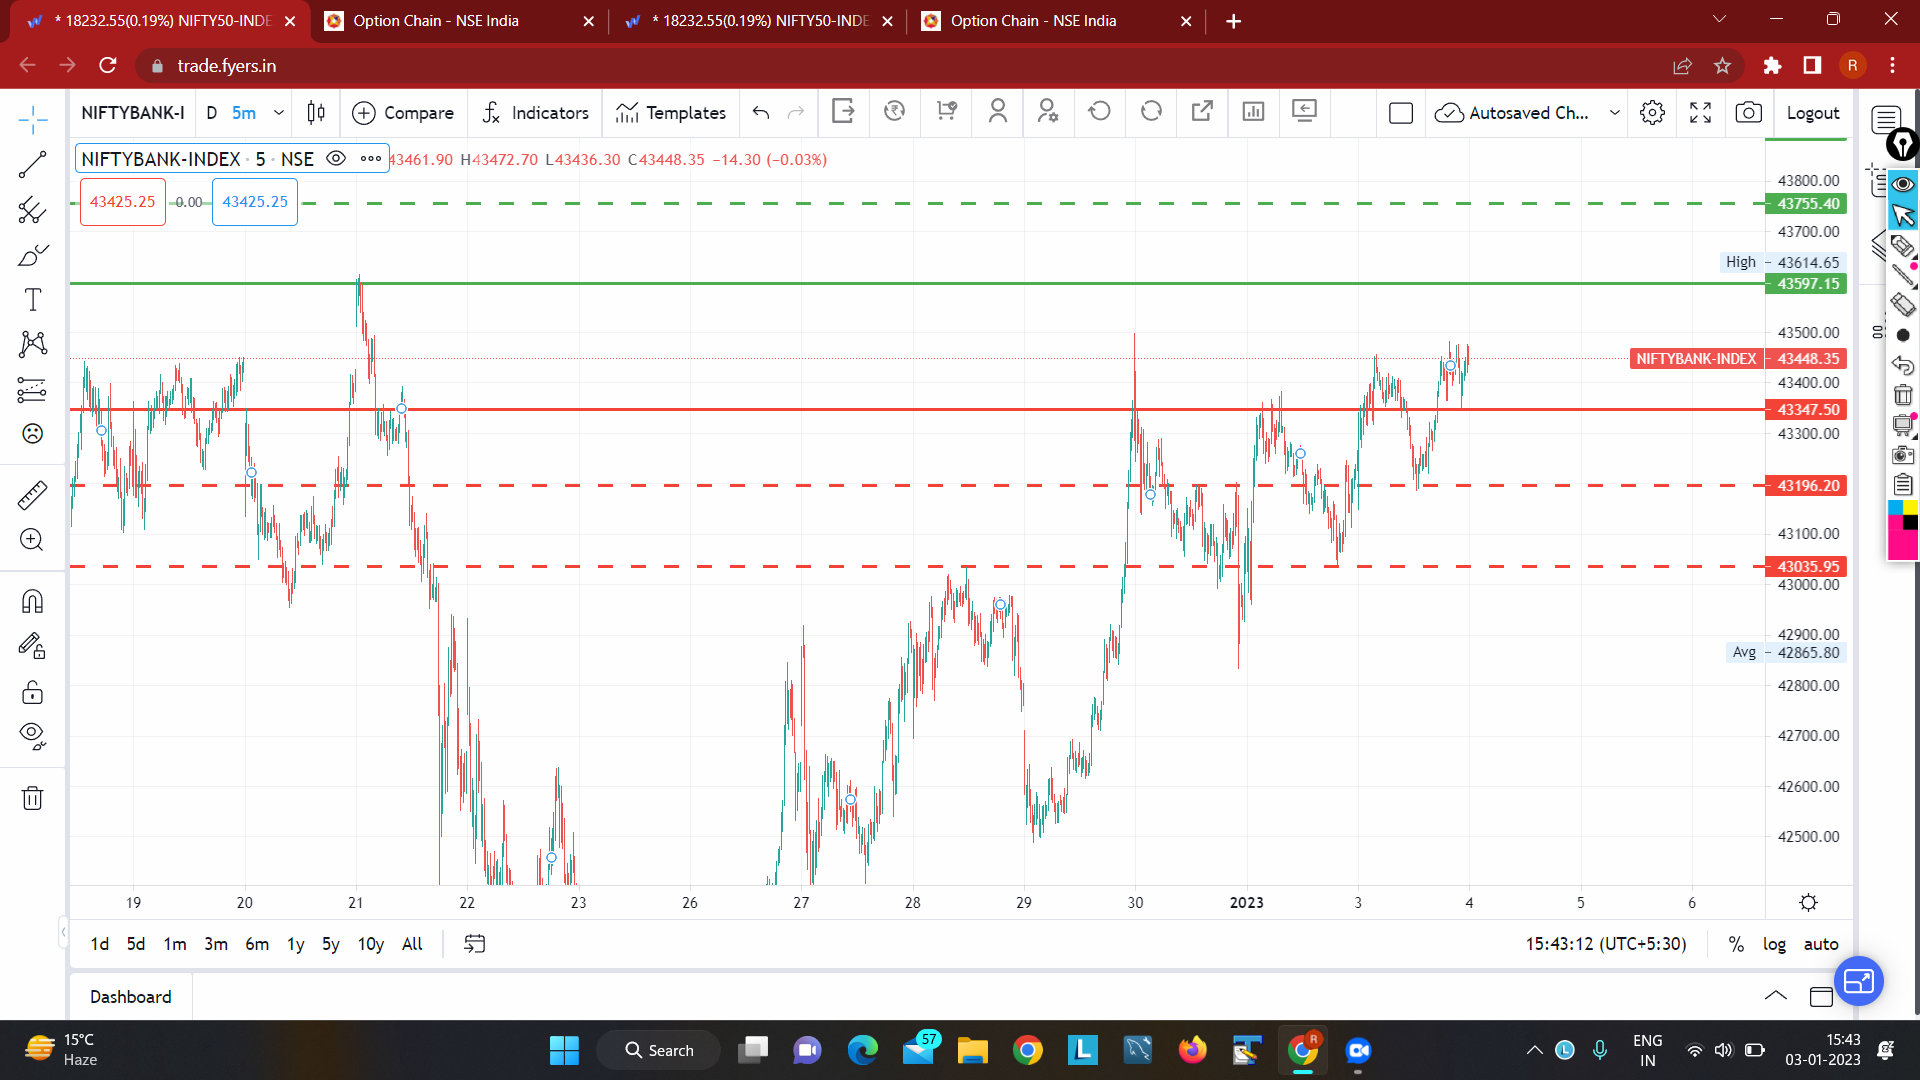 * 18232.55(0.19%) NIFTY50-INDE
Option Chain - NSE India
* 18232.55(0.19%) NIFTY50-INDE
Option Chain - NSE India
trade.fyers.in
R
NIFTYBANK-I
D
5m
Compare
Indicators
Templates
Autosaved Ch...
Logout
NIFTYBANK-INDEX · 5 · NSE
43461.90 H43472.70 L43436.30 C43448.35 −14.30 (−0.03%)
43425.25
0.00
43425.25
43800.00
43755.40
43700.00
High
43614.65
43597.15
43500.00
NIFTYBANK-INDEX
43448.35
43400.00
43347.50
43300.00
43196.20
43100.00
43035.95
43000.00
42900.00
Avg
42865.80
42800.00
42700.00
42600.00
42500.00
19 20 21 22 23 26 27 28 29 30 2023 3 4 5 6
1d 5d 1m 3m 6m 1y 5y 10y All
15:43:12 (UTC+5:30)
% log auto
Dashboard
15°C
Haze
Search
57
L
R
L
ENG
IN
15:43
03-01-2023